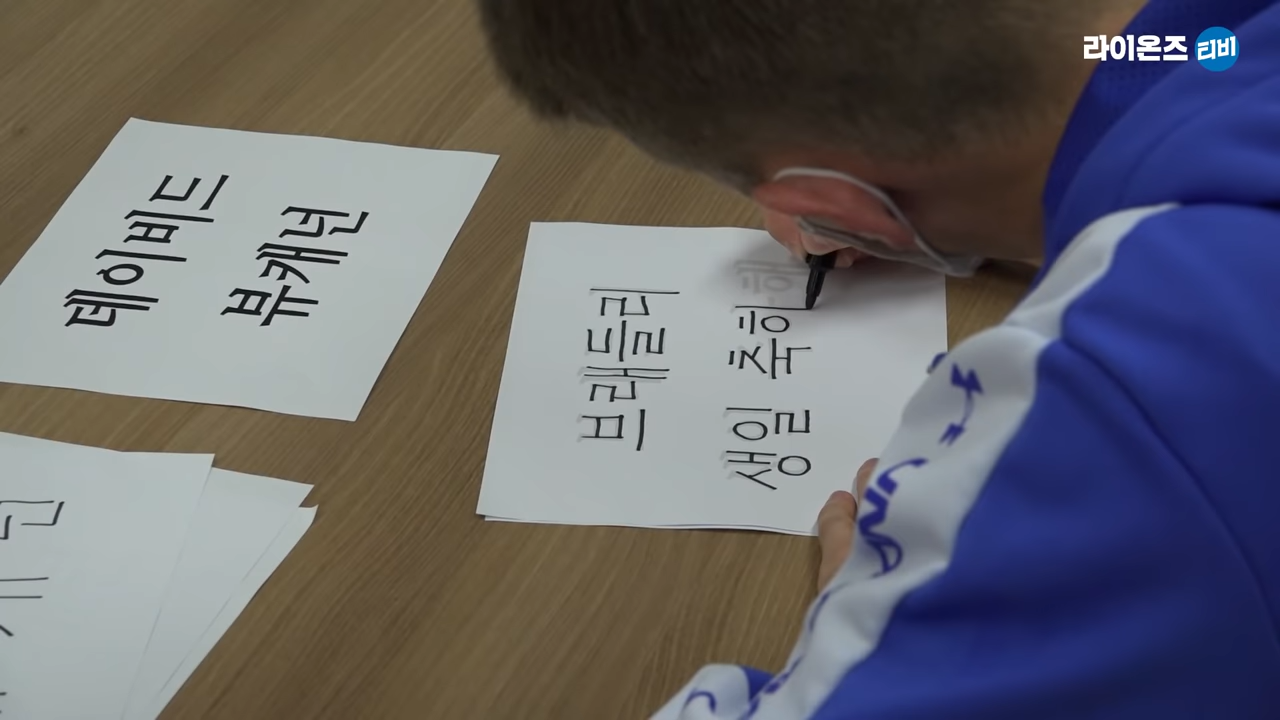 라이온즈 티비
데이비드
뷰캐넌
브래들리
생일 축하해